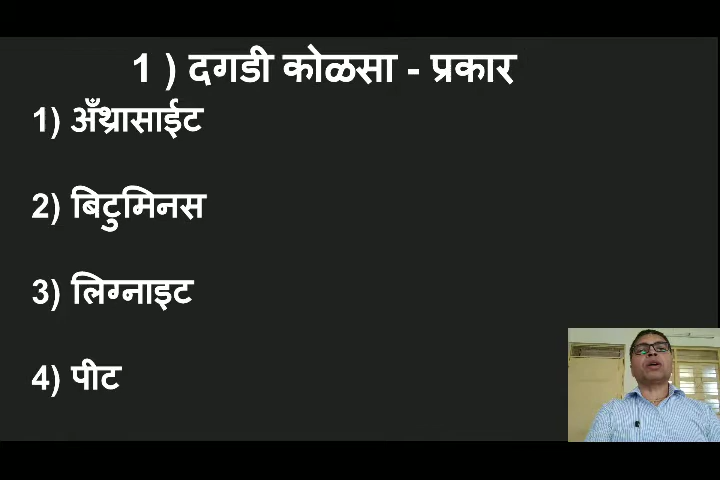 1 ) दगडी कोळसा - प्रकार
1) अँथ्रासाईट
2) बिटुमिनस
3) लिग्नाइट
4) पीट